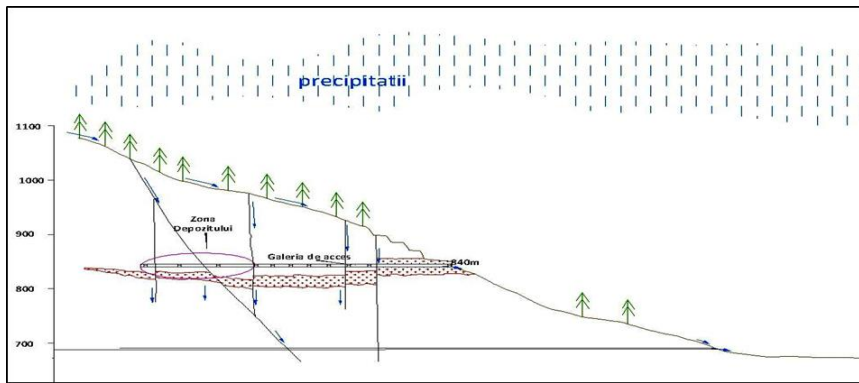 precipitatii
1100
1000
900
800
700
Zona
Depozitului
Galeria de acces
840m